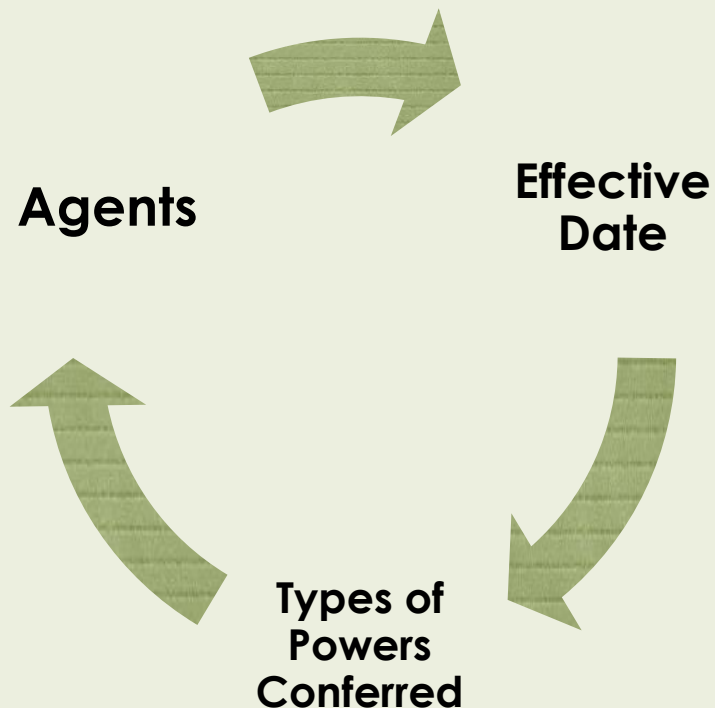 Agents
Effective
Date
Types of
Powers
Conferred